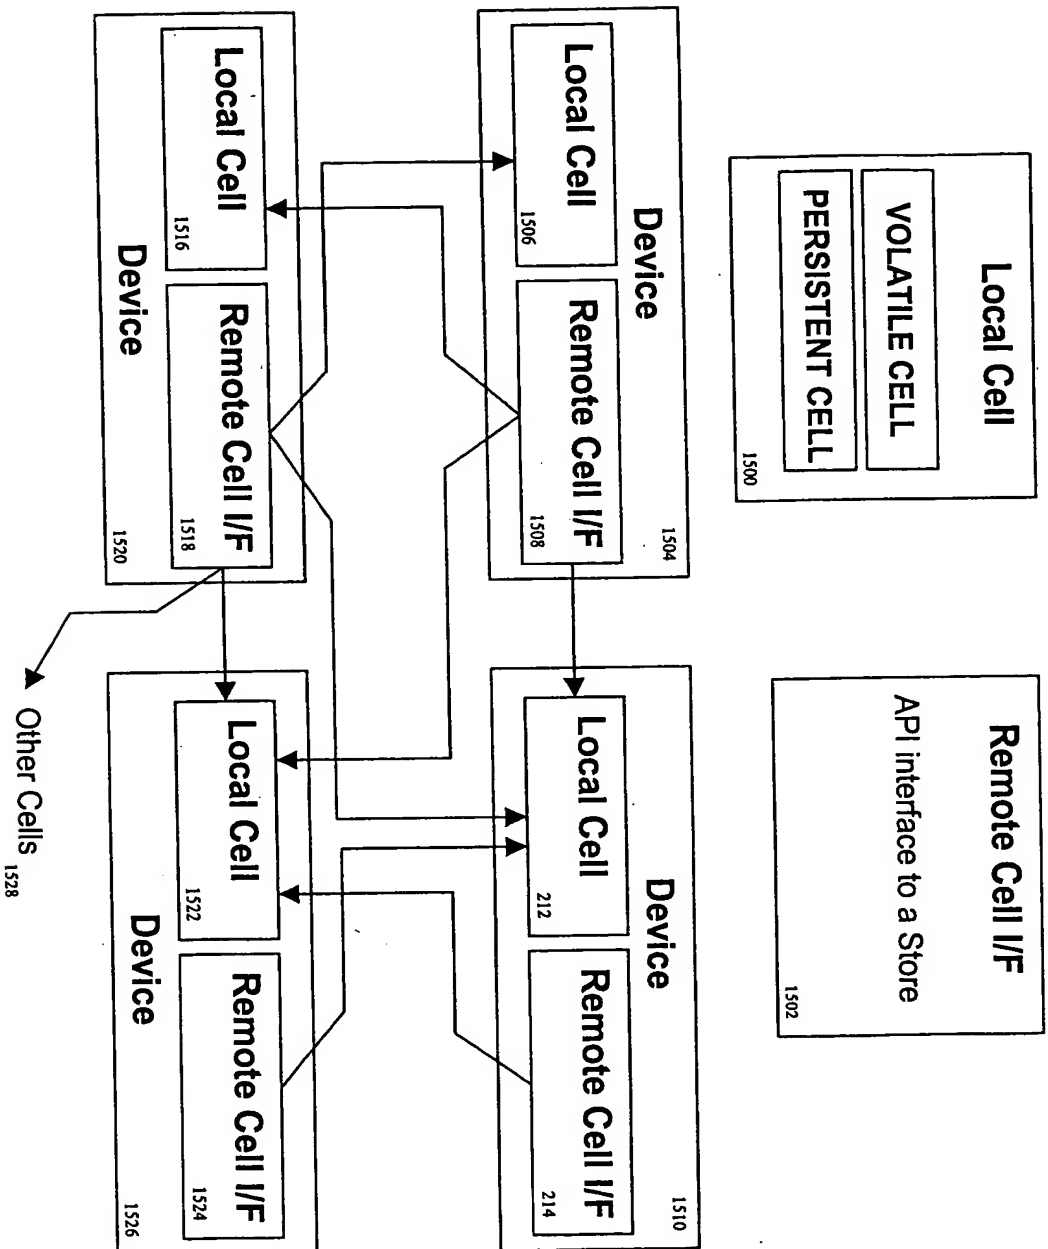 Local Cell
VOLATILE CELL
PERSISTENT CELL
1500
Remote Cell I/F
API interface to a Store
1502
Device
1504
Local Cell
1506
Remote Cell I/F
1508
Device
1510
Local Cell
212
Remote Cell I/F
214
Local Cell
1516
Remote Cell I/F
1518
Device
1520
Local Cell
1522
Remote Cell I/F
1524
Device
1526
Other Cells
1528